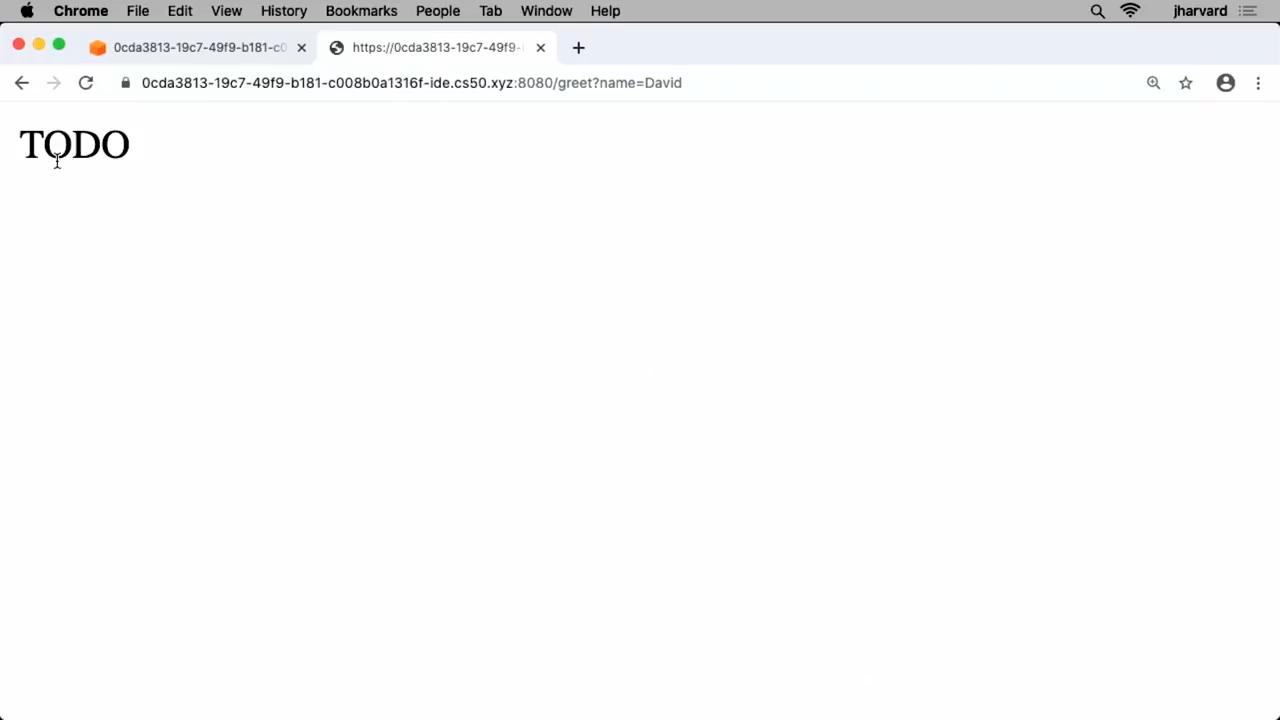 Chrome File Edit View History Bookmarks People Tab Window Help jharvard
0cda3813-19c7-49f9-b181-c0 https://0cda3813-19c7-49f9-
0cda3813-19c7-49f9-b181-c008b0a1316f-ide.cs50.xyz:8080/greet?name=David
TODO